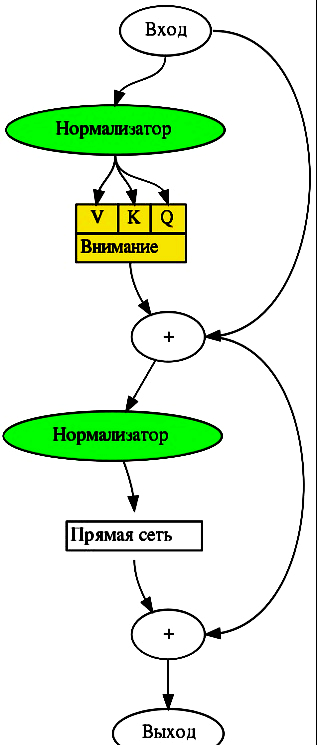 Вход
Нормализатор
V K Q
Внимание
+
Нормализатор
Прямая сеть
+
Выход